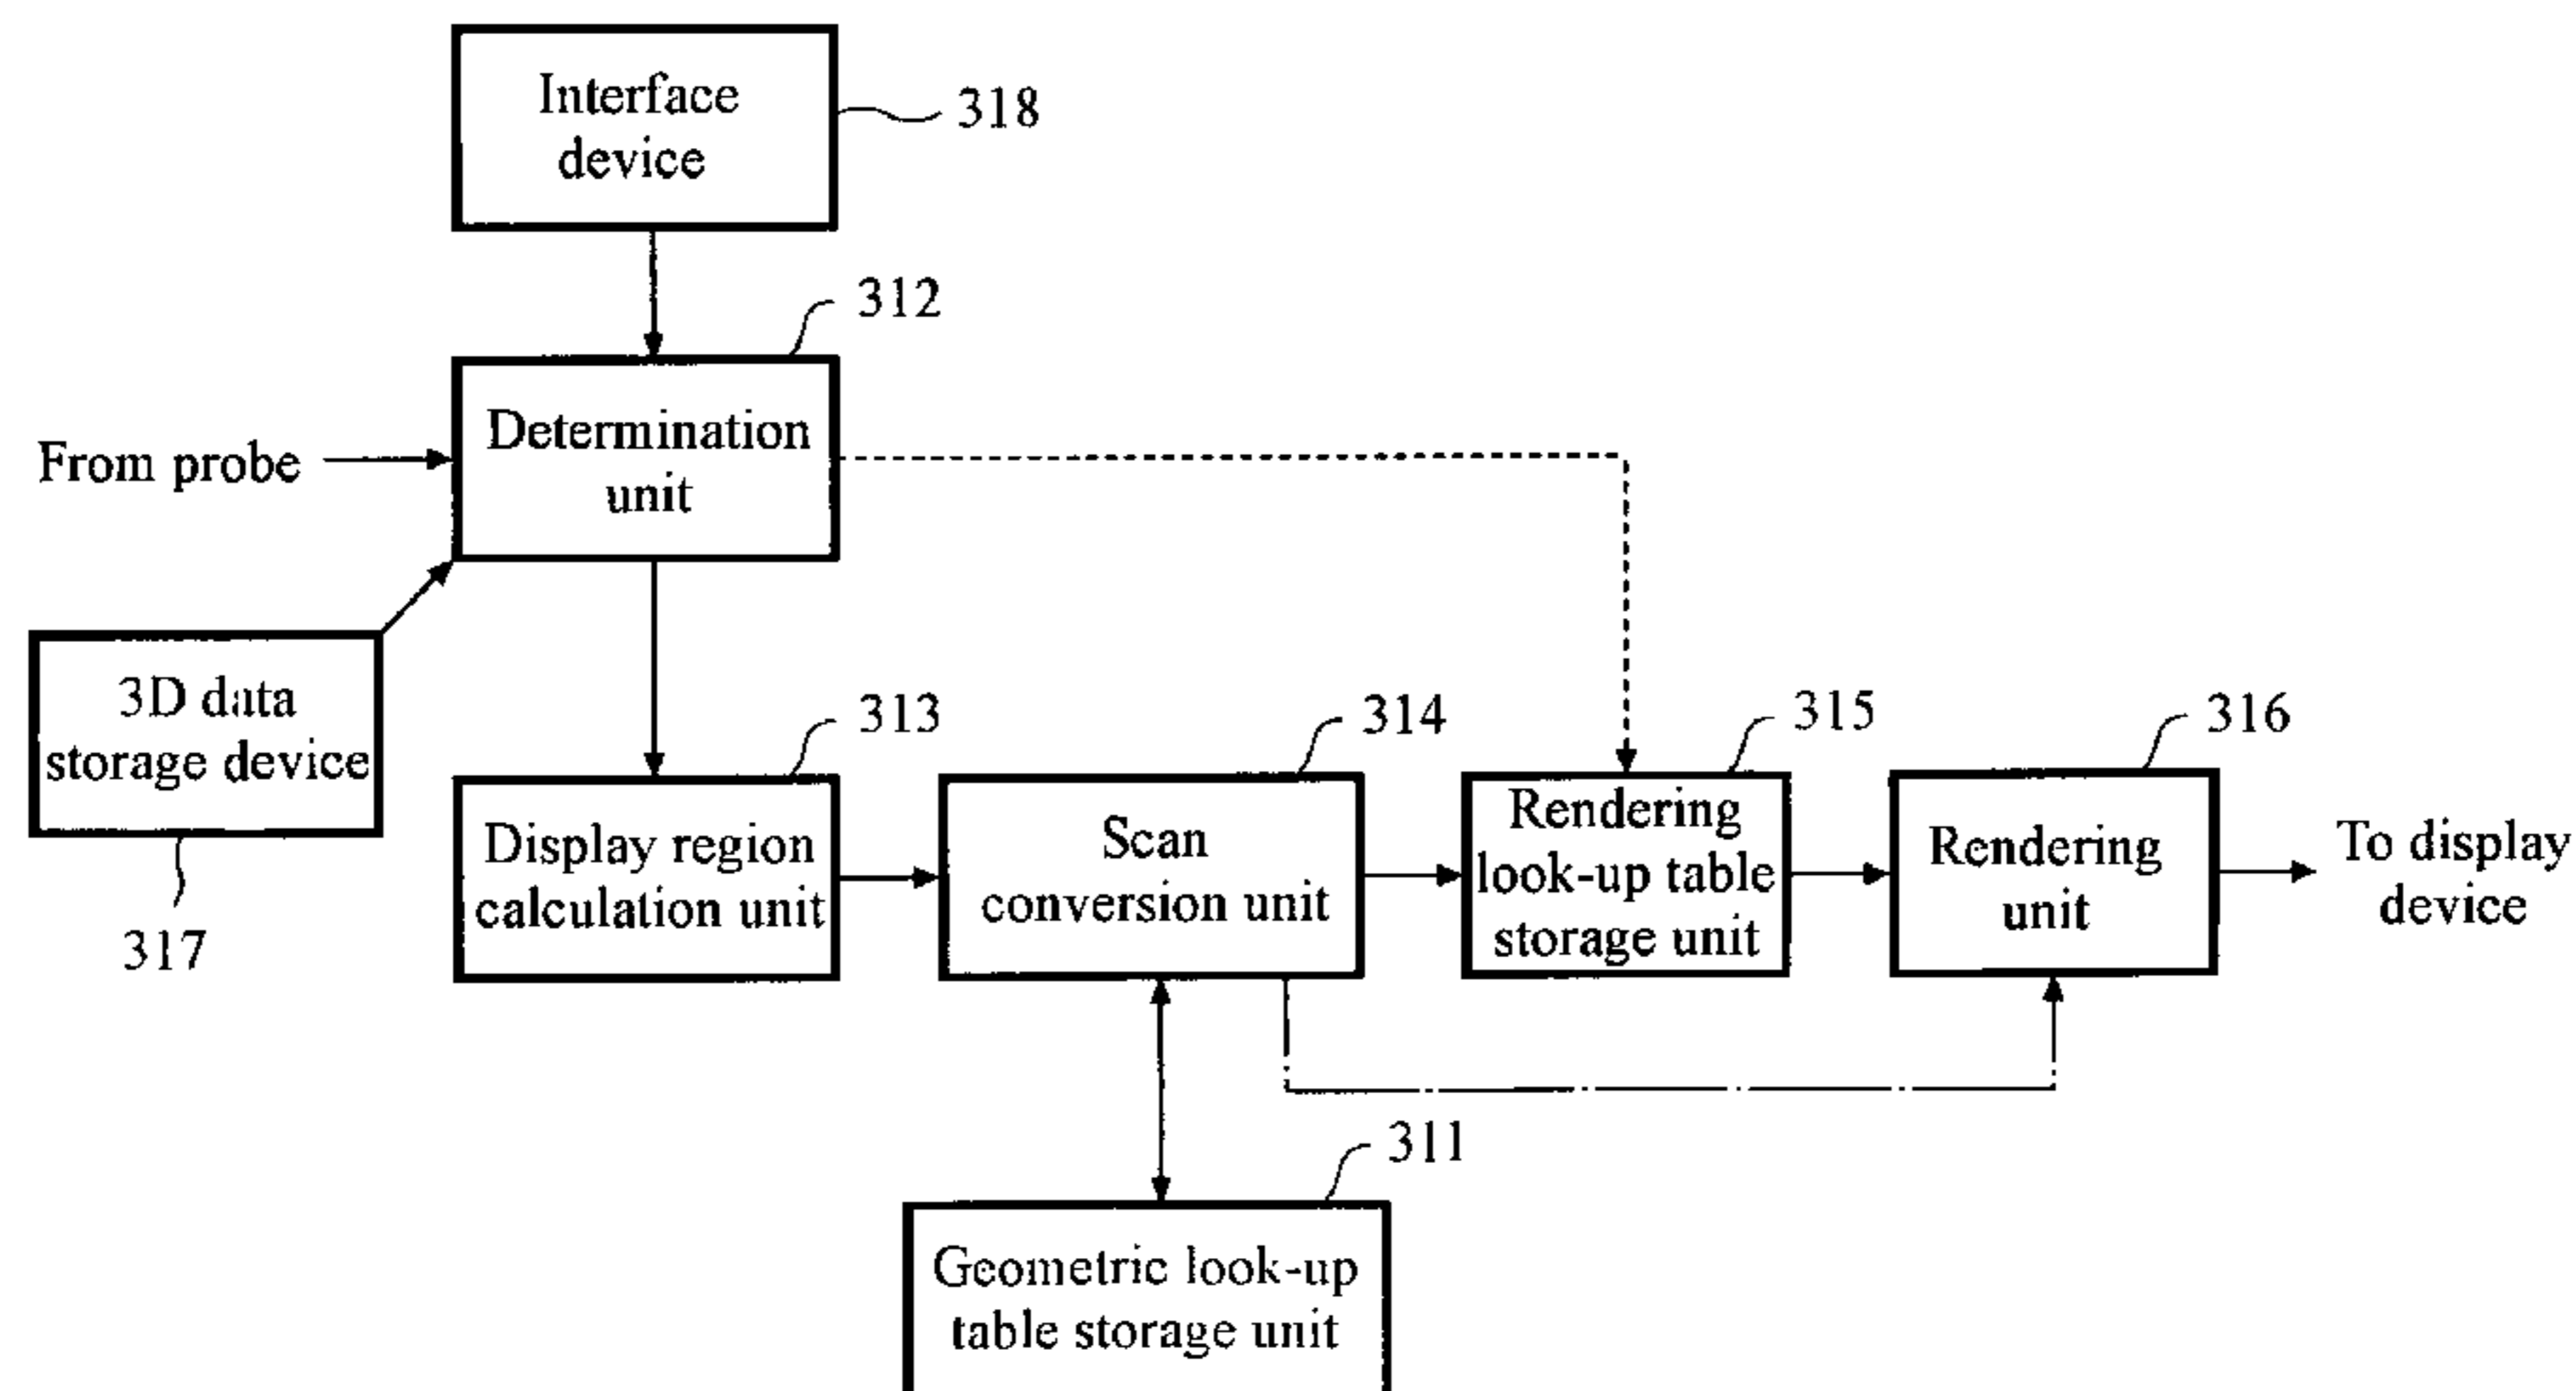 Interface
device
318
312
From probe
Determination
unit
3D data
storage device
317
313
Display region
calculation unit
314
Scan
conversion unit
315
Rendering
look-up table
storage unit
316
Rendering
unit
To display
device
311
Geometric look-up
table storage unit